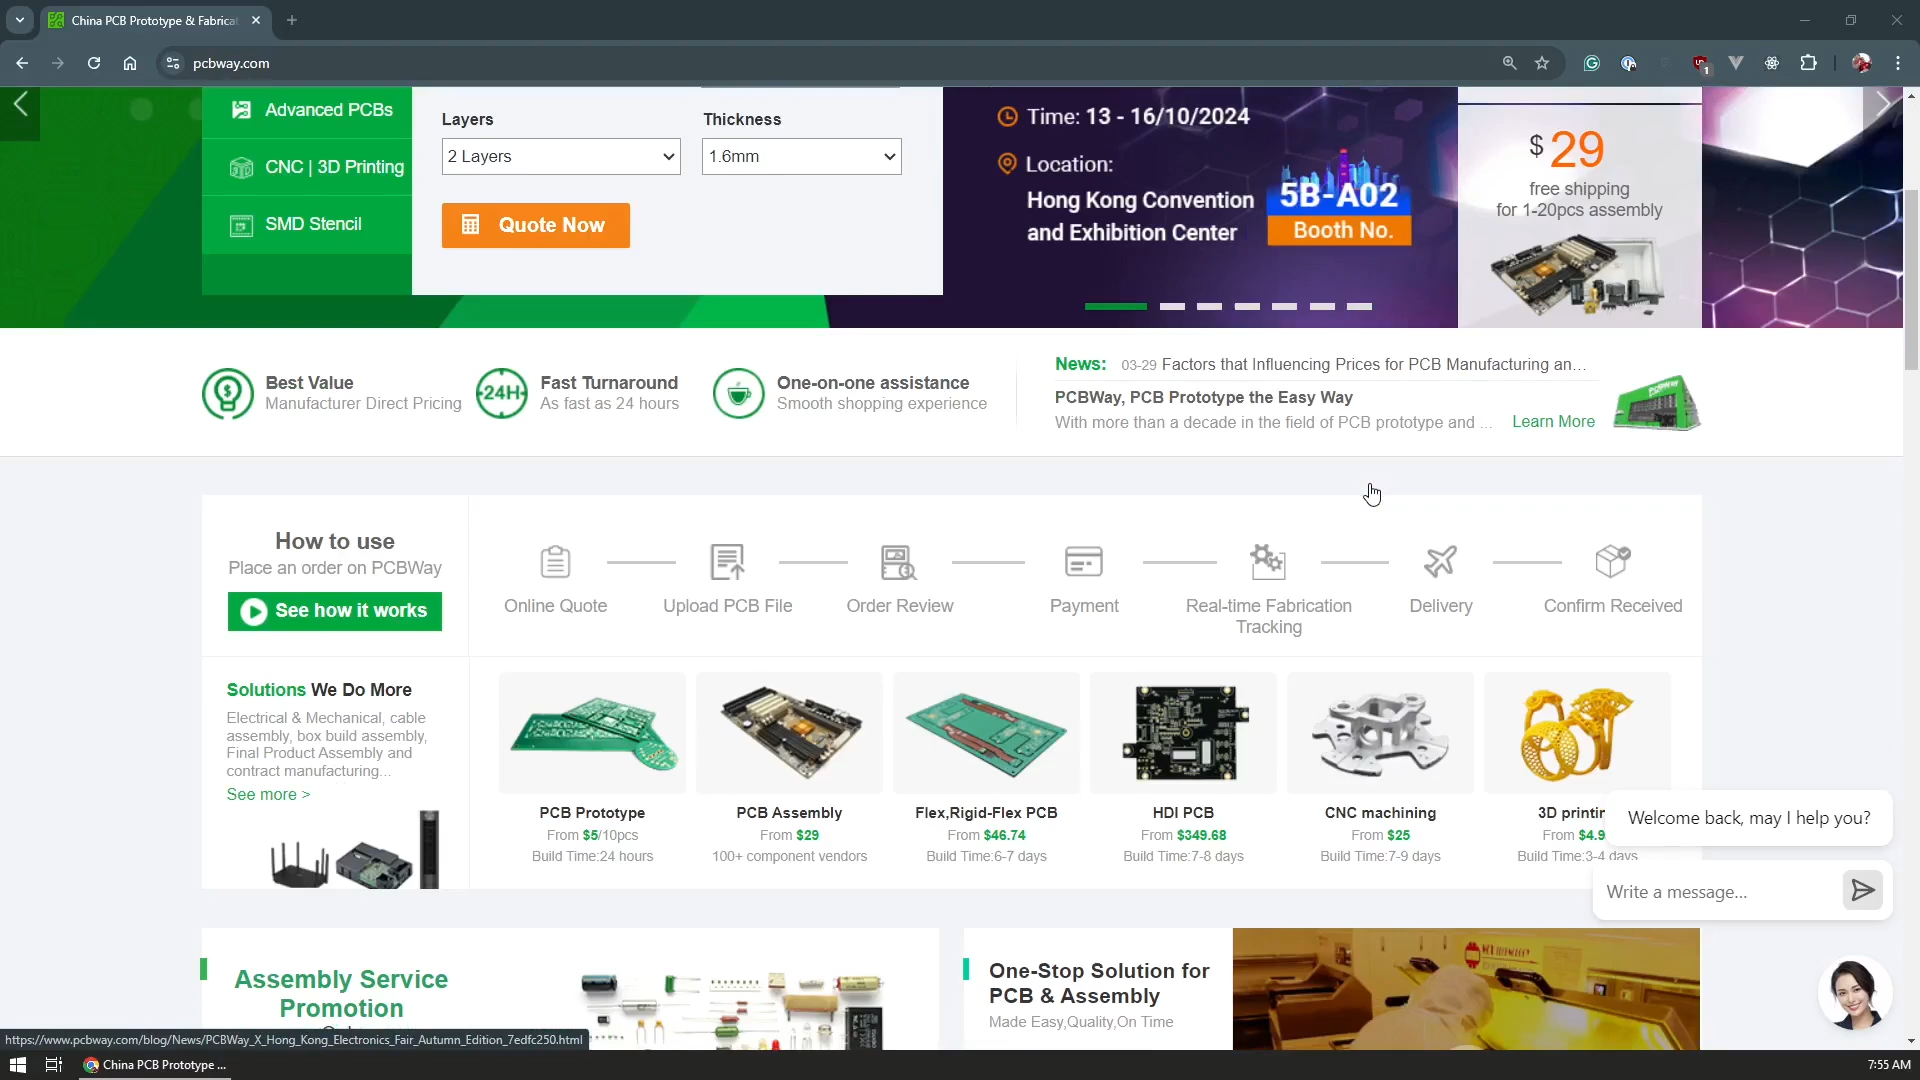 China PCB Prototype & Fabricat
pcbway.com
1
Advanced PCBs
CNC | 3D Printing
SMD Stencil
Layers
Thickness
2 Layers
1.6mm
Quote Now
Time: 13 - 16/10/2024
Location:
Hong Kong Convention
and Exhibition Center
5B-A02
Booth No.
$ 29
free shipping
for 1-20pcs assembly
Best Value
Manufacturer Direct Pricing
24H
Fast Turnaround
As fast as 24 hours
One-on-one assistance
Smooth shopping experience
News: 03-29 Factors that Influencing Prices for PCB Manufacturing an...
PCBWay, PCB Prototype the Easy Way
With more than a decade in the field of PCB prototype and ... Learn More
How to use
Place an order on PCBWay
See how it works
Online Quote
Upload PCB File
Order Review
Payment
Real-time Fabrication
Tracking
Delivery
Confirm Received
Solutions We Do More
Electrical & Mechanical, cable
assembly, box build assembly,
Final Product Assembly and
contract manufacturing...
See more >
PCB Prototype
From $5/10pcs
Build Time:24 hours
PCB Assembly
From $29
100+ component vendors
Flex,Rigid-Flex PCB
From $46.74
Build Time:6-7 days
HDI PCB
From $349.68
Build Time:7-8 days
CNC machining
From $25
Build Time:7-9 days
3D printin
From $4.9
Build Time:3-4 days
Welcome back, may I help you?
Write a message...
Assembly Service
Promotion
One-Stop Solution for
PCB & Assembly
Made Easy,Quality,On Time
https://www.pcbway.com/blog/News/PCBWay_X_Hong_Kong_Electronics_Fair_Autumn_Edition_7edfc250.html
China PCB Prototype ...
7:55 AM